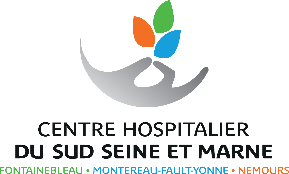 CENTRE HOSPITALIER
DU SUD SEINE ET MARNE
FONTAINEBLEAU • MONTEREAU-FAULT-YONNE • NEMOURS